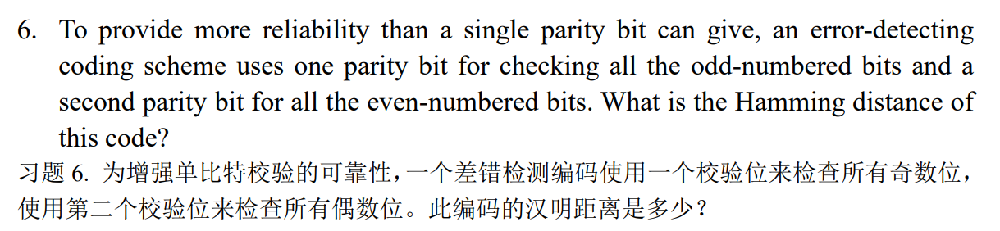 6. To provide more reliability than a single parity bit can give, an error-detecting
coding scheme uses one parity bit for checking all the odd-numbered bits and a
second parity bit for all the even-numbered bits. What is the Hamming distance of
this code?
习题 6. 为增强单比特校验的可靠性，一个差错检测编码使用一个校验位来检查所有奇数位，
使用第二个校验位来检查所有偶数位。此编码的汉明距离是多少？